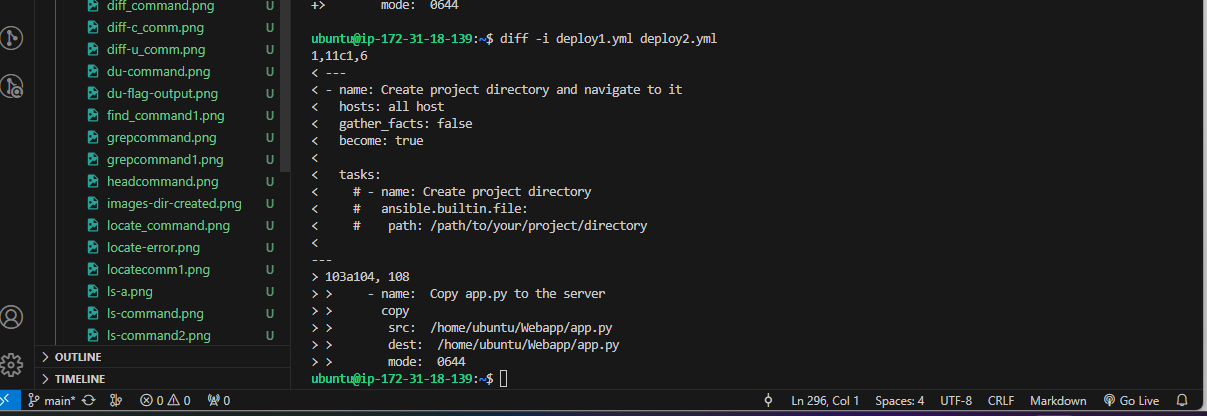 diff_command.png U
diff-c_comm.png U
diff-u_comm.png U
du-command.png U
du-flag-output.png U
find_command1.png U
grepcommand.png U
grepcommand1.png U
headcommand.png U
images-dir-created.png U
locate_command.png U
locate-error.png U
locatecomm1.png U
ls-a.png U
ls-command.png U
ls-command2.png U
OUTLINE
TIMELINE
+> mode: 0644
ubuntu@ip-172-31-18-139:~$ diff -i deploy1.yml deploy2.yml
1,11c1,6
< ---
< - name: Create project directory and navigate to it
<   hosts: all host
<   gather_facts: false
<   become: true
<
<   tasks:
<     # - name: Create project directory
<     #   ansible.builtin.file:
<     #    path: /path/to/your/project/directory
<
---
> 103a104, 108
> >     - name:  Copy app.py to the server
> >       copy
> >        src:  /home/ubuntu/Webapp/app.py
> >        dest:  /home/ubuntu/Webapp/app.py
> >        mode:  0644
ubuntu@ip-172-31-18-139:~$
main* 0 0 0 Ln 296, Col 1 Spaces: 4 UTF-8 CRLF Markdown Go Live